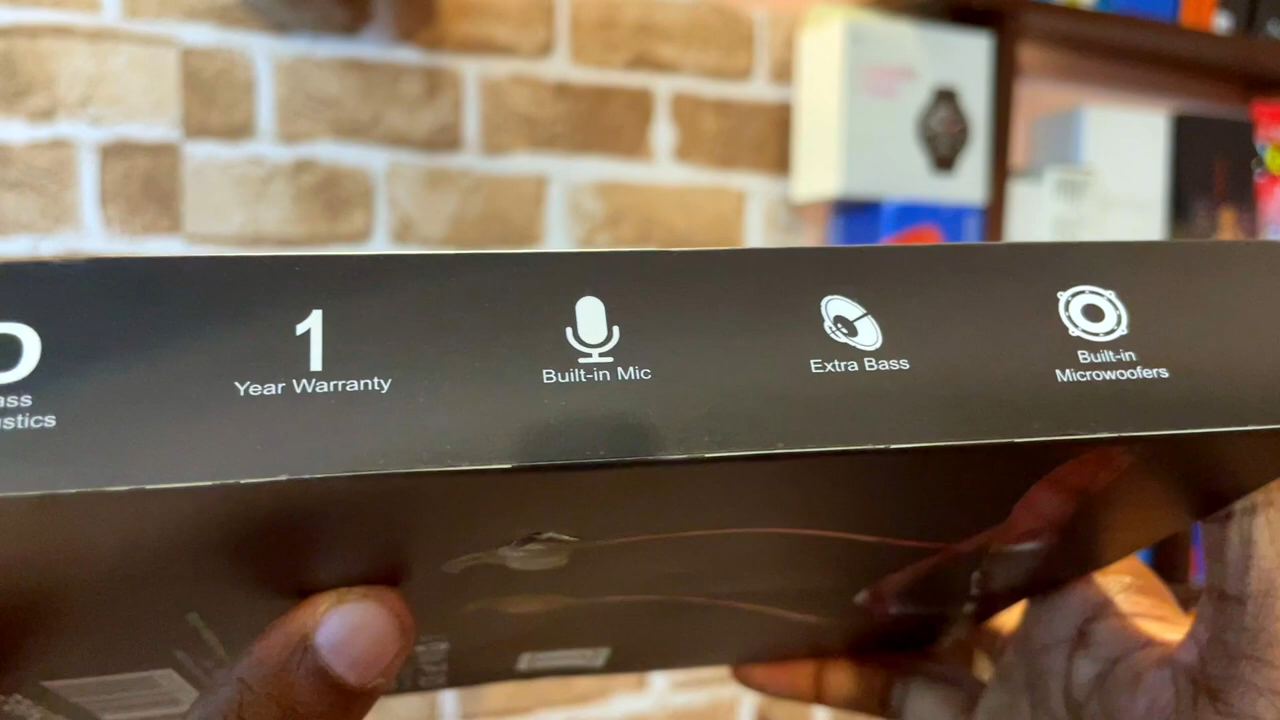 1
Year Warranty
Built-in Mic
Extra Bass
Built-in
Microwoofers